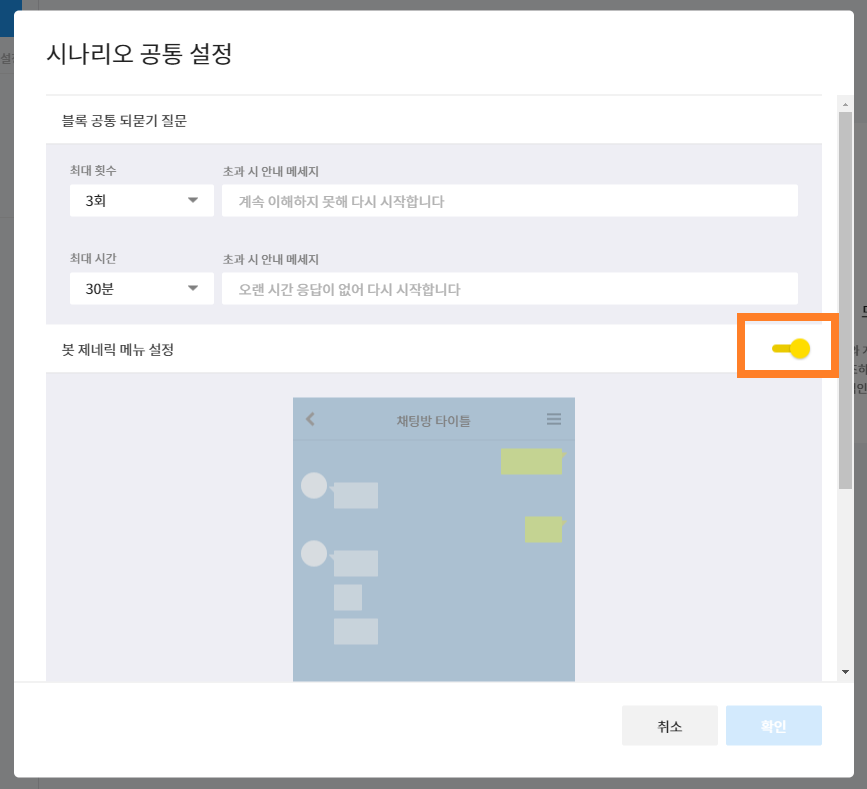 시나리오 공통 설정
블록 공통 되묻기 질문
최대 횟수
초과 시 안내 메세지
3회
계속 이해하지 못해 다시 시작합니다
최대 시간
초과 시 안내 메세지
30분
오랜 시간 응답이 없어 다시 시작합니다
봇 제네릭 메뉴 설정
채팅방 타이틀
취소
확인